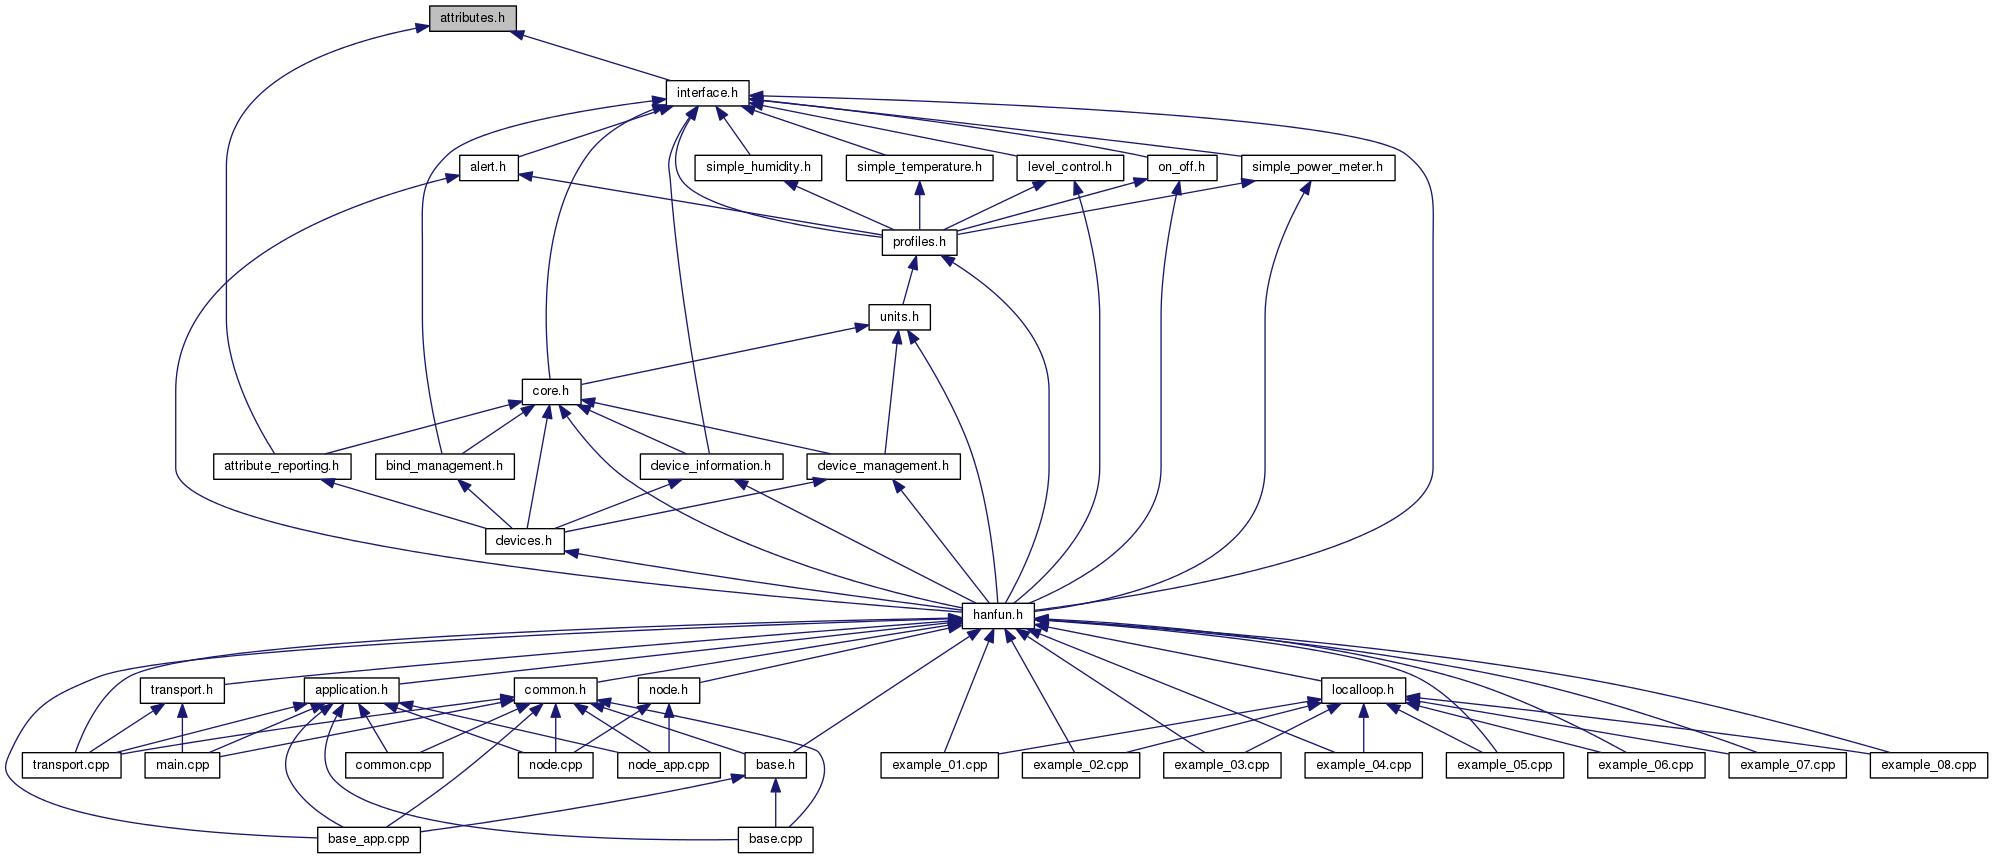 attributes.h
interface.h
alert.h
simple_humidity.h
simple_temperature.h
level_control.h
on_off.h
simple_power_meter.h
profiles.h
units.h
core.h
attribute_reporting.h
bind_management.h
device_information.h
device_management.h
devices.h
hanfun.h
transport.h
application.h
common.h
node.h
localloop.h
transport.cpp
main.cpp
common.cpp
node.cpp
node_app.cpp
base.h
example_01.cpp
example_02.cpp
example_03.cpp
example_04.cpp
example_05.cpp
example_06.cpp
example_07.cpp
example_08.cpp
base_app.cpp
base.cpp